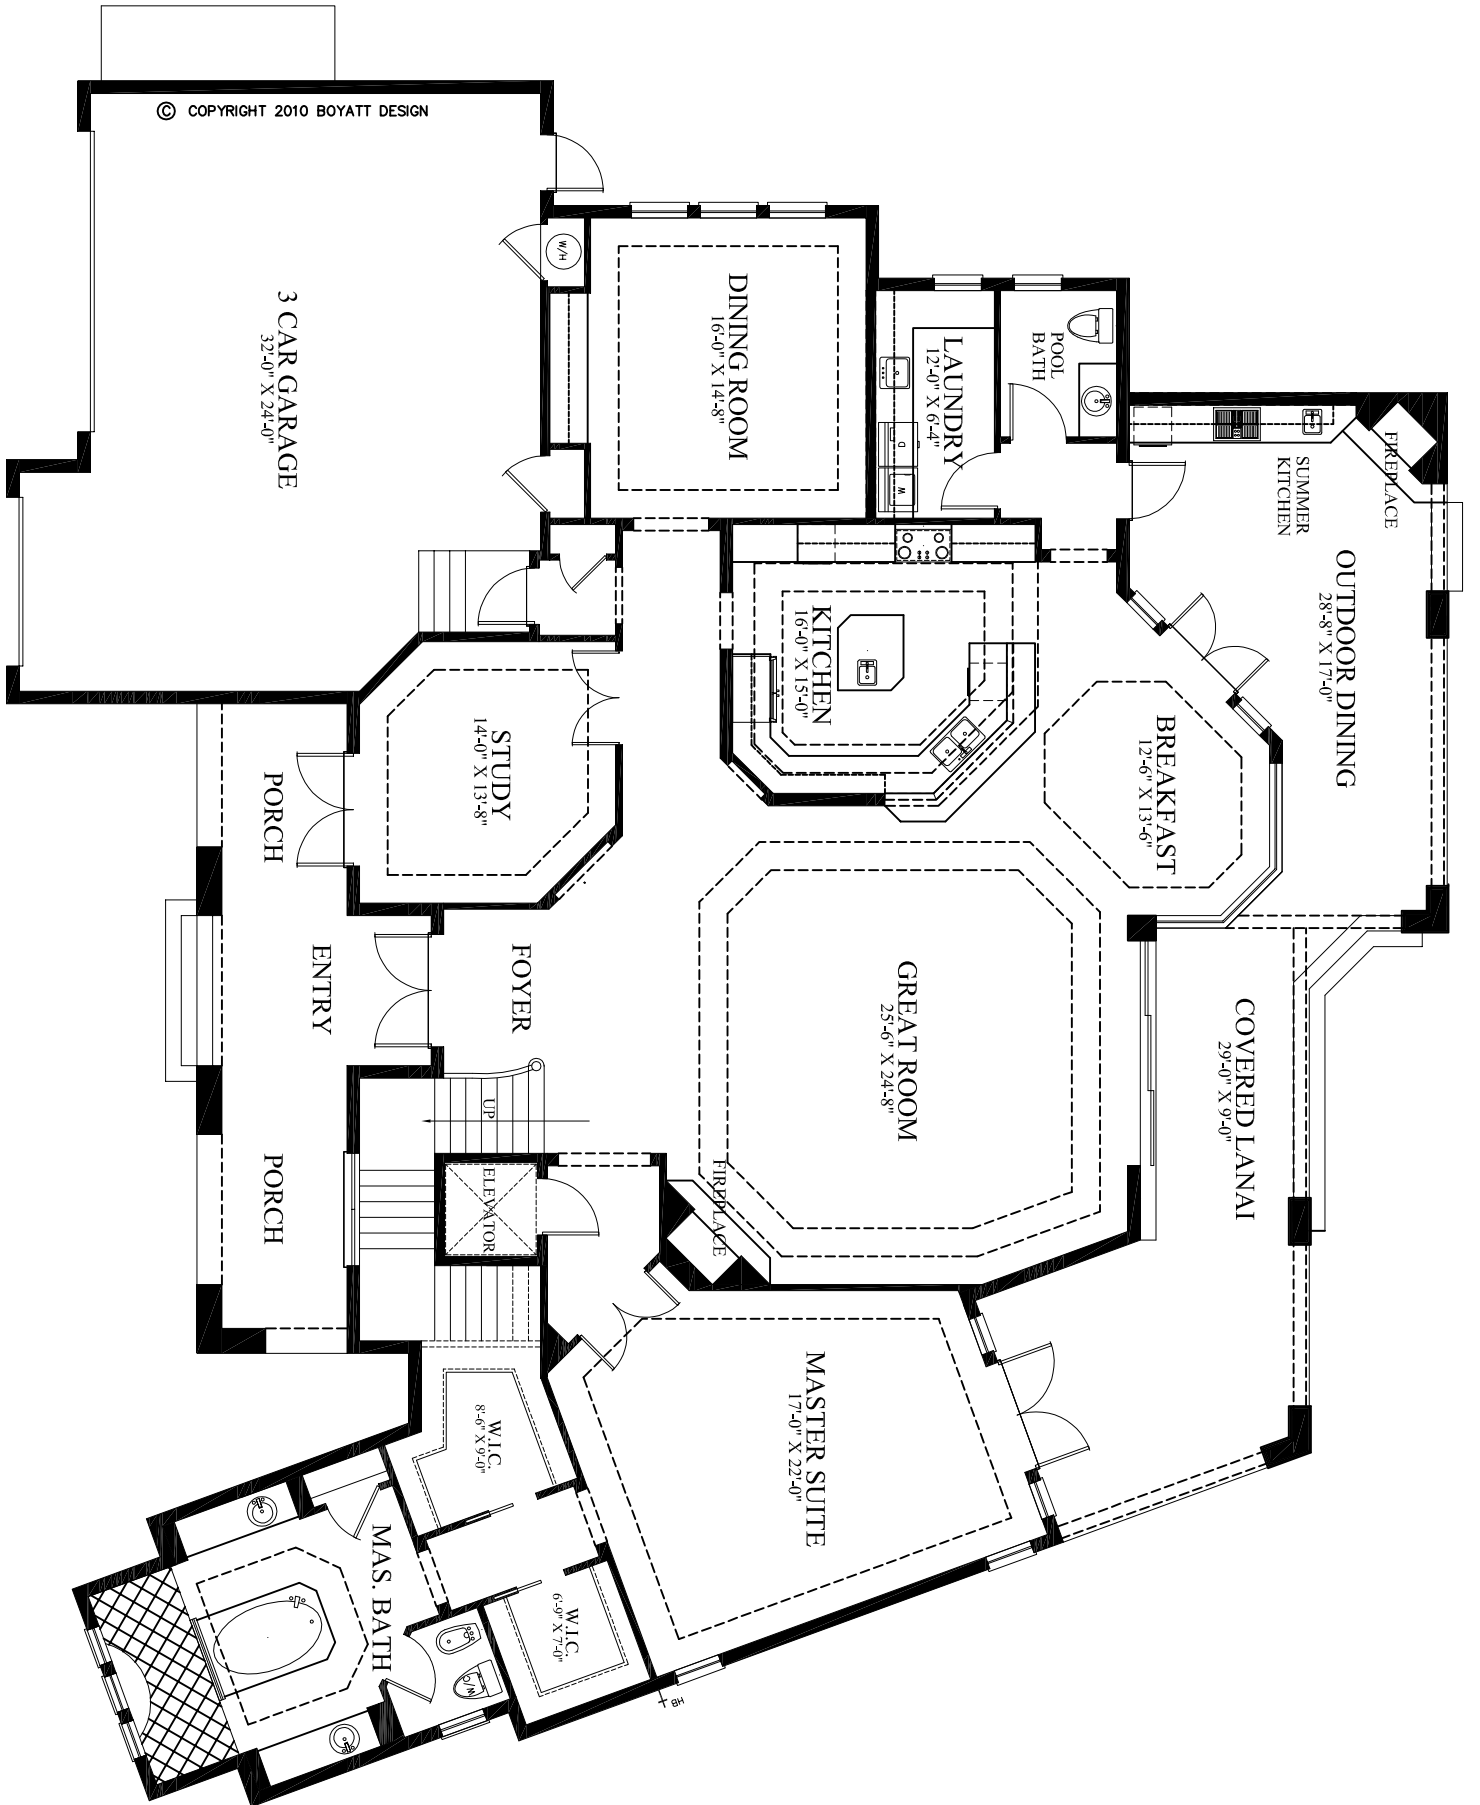 © COPYRIGHT 2010 BOYATT DESIGN
FIREPLACE
SUMMER
KITCHEN
OUTDOOR DINING
28'-8" X 17'-0"
POOL
BATH
LAUNDRY
12'-0" X 6'-4"
D
W
DINING ROOM
16'-0" X 14'-8"
W/H
3 CAR GARAGE
32'-0" X 24'-0"
KITCHEN
16'-0" X 15'-0"
BREAKFAST
12'-6" X 13'-6"
STUDY
14'-0" X 13'-8"
PORCH
COVERED LANAI
29'-0" X 9'-0"
GREAT ROOM
25'-6" X 24'-8"
FOYER
ENTRY
UP
FIREPLACE
ELEVATOR
PORCH
MASTER SUITE
17'-0" X 22'-0"
W.I.C.
8'-6" X 9'-0"
W.I.C.
6'-9" X 7'-0"
MAS. BATH
W/C
HB